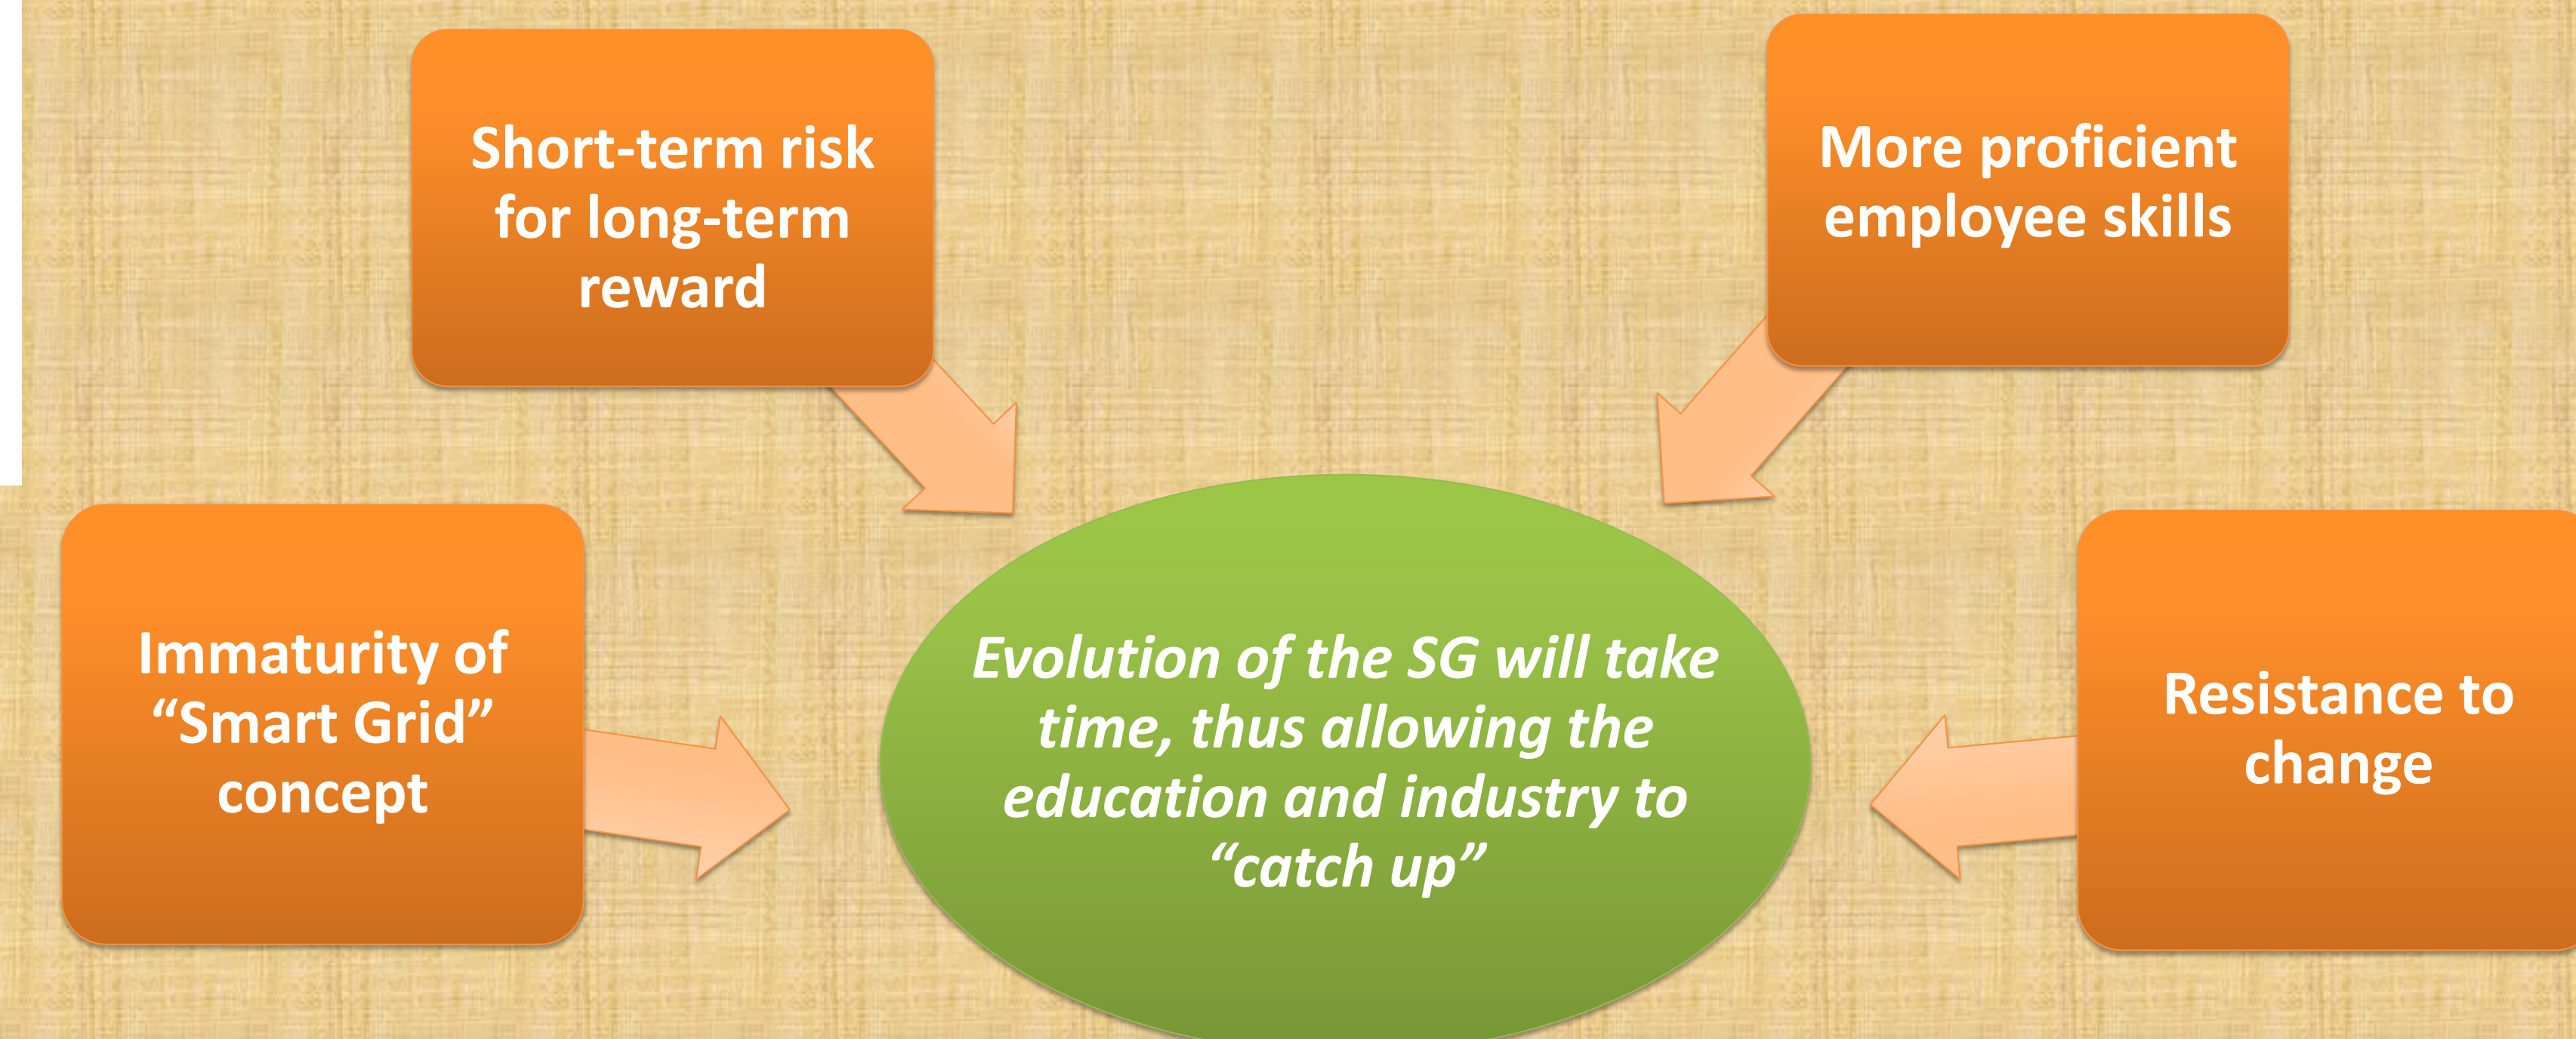 Short-term risk
for long-term
reward
More proficient
employee skills
Immaturity of
“Smart Grid”
concept
Evolution of the SG will take
time, thus allowing the
education and industry to
“catch up”
Resistance to
change